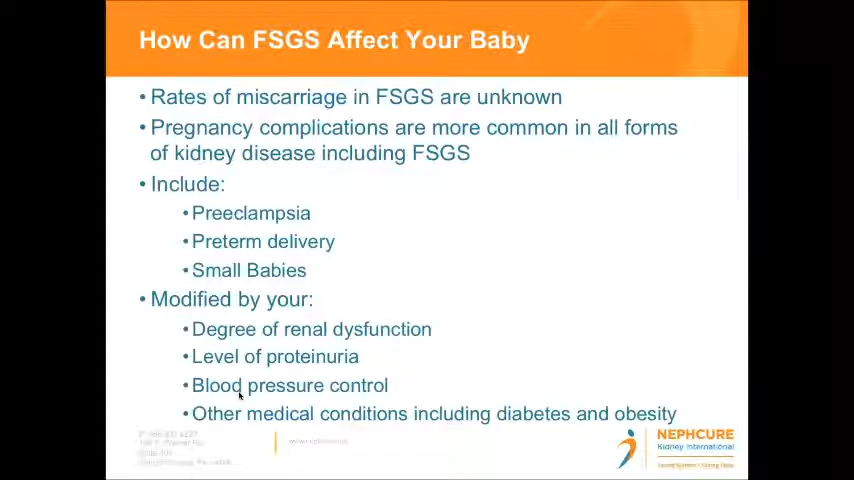 How Can FSGS Affect Your Baby
• Rates of miscarriage in FSGS are unknown
• Pregnancy complications are more common in all forms
of kidney disease including FSGS
• Include:
• Preeclampsia
• Preterm delivery
• Small Babies
• Modified by your:
• Degree of renal dysfunction
• Level of proteinuria
• Blood pressure control
• Other medical conditions including diabetes and obesity
NEPHCURE
Kidney International